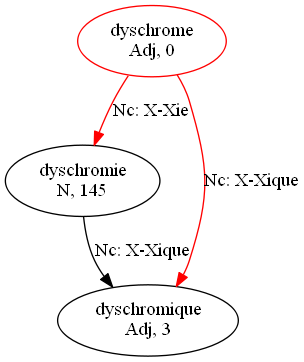 dyschrome
Adj, 0
Nc: X-Xie
dyschromie
N, 145
Nc: X-Xique
Nc: X-Xique
dyschromique
Adj, 3